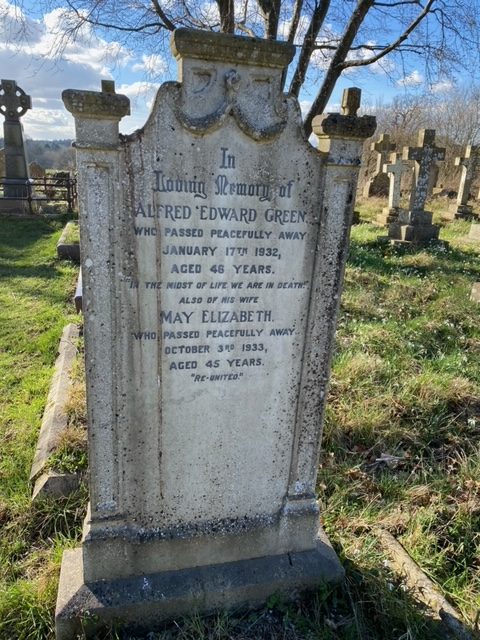 In
Loving Memory of
ALFRED EDWARD GREEN
WHO PASSED PEACEFULLY AWAY
JANUARY 17TH 1932,
AGED 46 YEARS.
"IN THE MIDST OF LIFE WE ARE IN DEATH."
ALSO OF HIS WIFE
MAY ELIZABETH.
WHO PASSED PEACEFULLY AWAY
OCTOBER 3RD 1933,
AGED 45 YEARS.
"RE-UNITED."